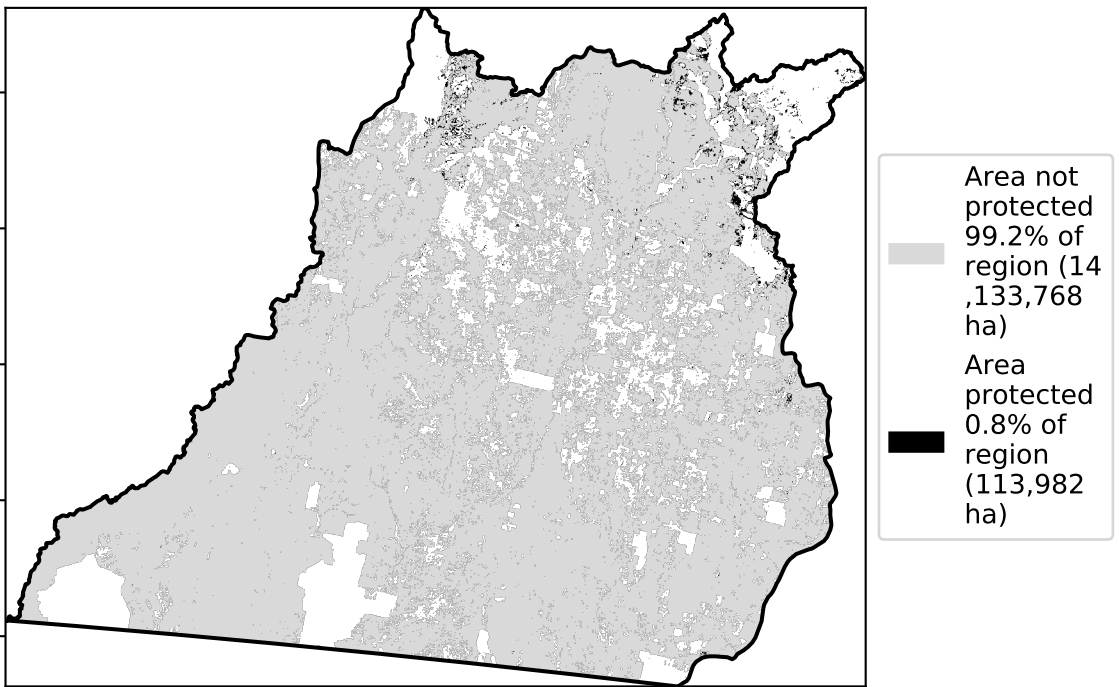 Area not
protected
99.2% of
region (14
,133,768
ha)
Area
protected
0.8% of
region
(113,982
ha)